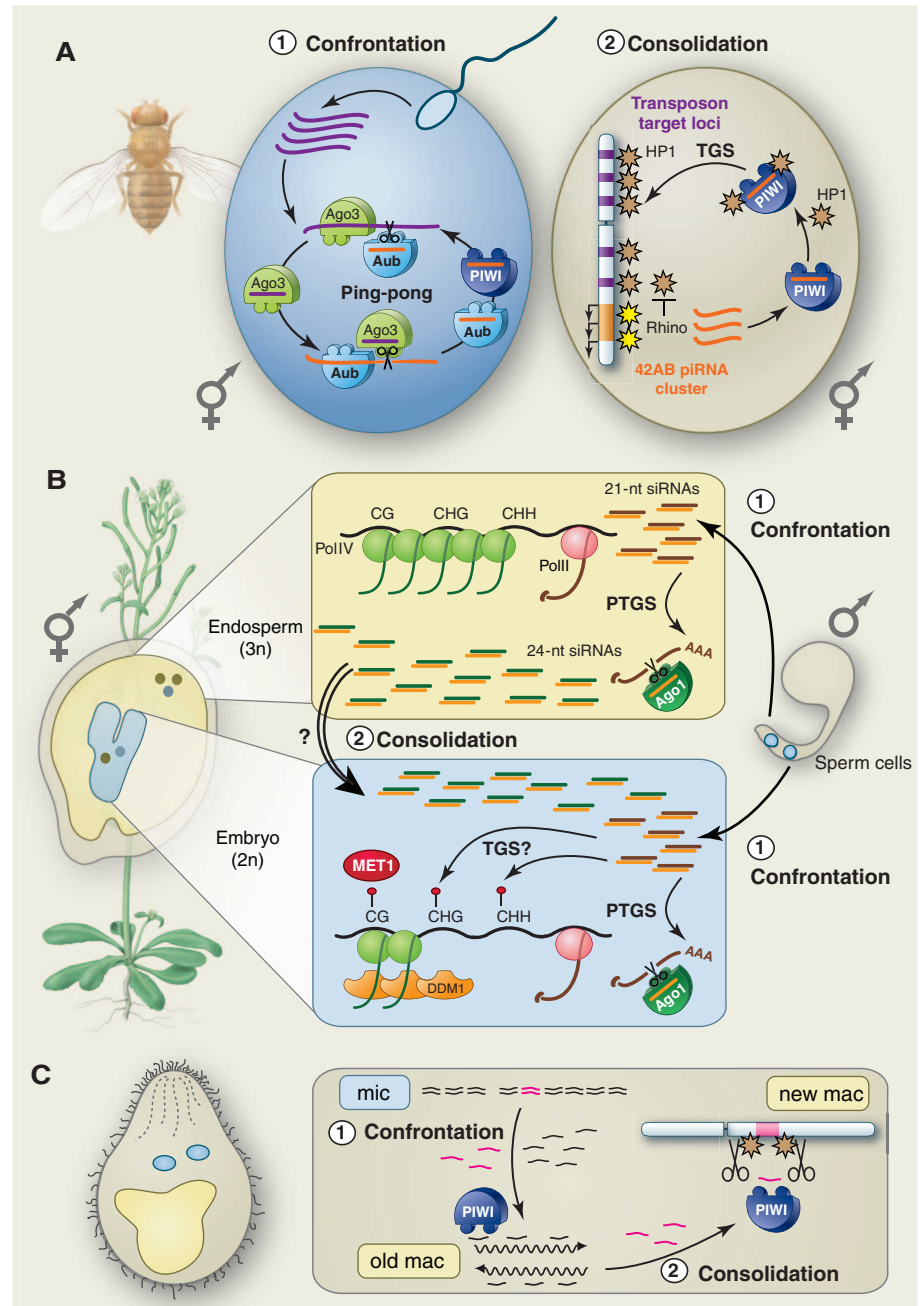 A
1 Confrontation
2 Consolidation
Transposon
target loci
HP1
TGS
PIWI
HP1
Ago3
Aub
PIWI
Ago3
Ping-pong
Aub
Ago3
Aub
PIWI
Rhino
42AB piRNA
cluster
B
21-nt siRNAs
1
Confrontation
CG
CHG
CHH
PolIV
PolII
PTGS
Endosperm
(3n)
24-nt siRNAs
AAA
Ago1
?
2 Consolidation
Sperm cells
Embryo
(2n)
TGS?
1
Confrontation
MET1
CG
CHG
CHH
PTGS
AAA
DDM1
Ago1
C
mic
new mac
1 Confrontation
PIWI
PIWI
old mac
2 Consolidation